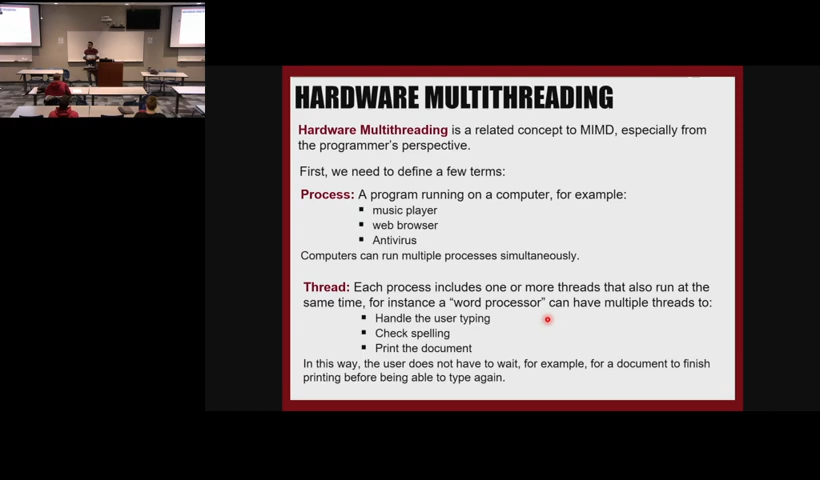 HARDWARE MULTITHREADING
Hardware Multithreading is a related concept to MIMD, especially from
the programmer's perspective.
First, we need to define a few terms:
Process: A program running on a computer, for example:
▪ music player
▪ web browser
▪ Antivirus
Computers can run multiple processes simultaneously.
Thread: Each process includes one or more threads that also run at the
same time, for instance a “word processor” can have multiple threads to:
▪ Handle the user typing
▪ Check spelling
▪ Print the document
In this way, the user does not have to wait, for example, for a document to finish
printing before being able to type again.